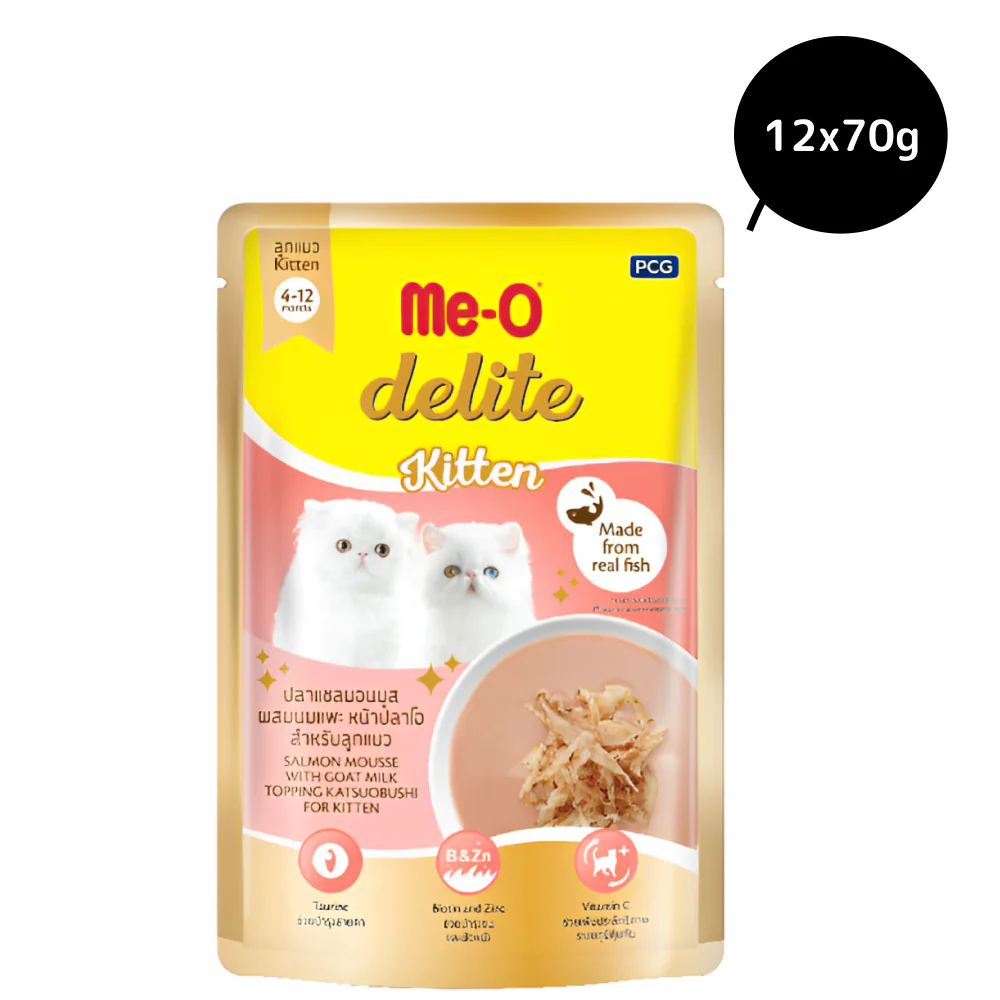 12x70g
ลูกแมว
Kitten
4-12
PCG
Me-O
delite
Kitten
Made
from
real fish
ปลาแซลมอนมูส
ผสมนมแพะ หน้าปลาโอ
สำหรับลูกแมว
SALMON MOUSSE
WITH GOAT MILK
TOPPING KATSUOBUSHI
FOR KITTEN
B&Zn
Taurine
Biotin and Zinc
Vitamin C